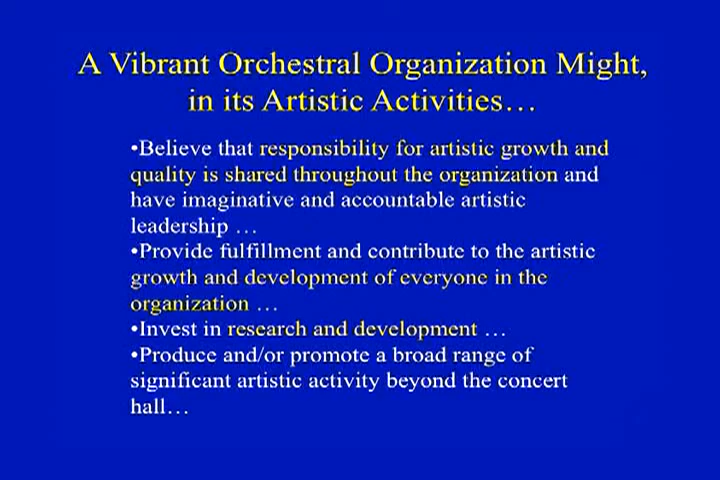 A Vibrant Orchestral Organization Might,
in its Artistic Activities…
•Believe that responsibility for artistic growth and
quality is shared throughout the organization and
have imaginative and accountable artistic
leadership …
•Provide fulfillment and contribute to the artistic
growth and development of everyone in the
organization …
•Invest in research and development …
•Produce and/or promote a broad range of
significant artistic activity beyond the concert
hall…